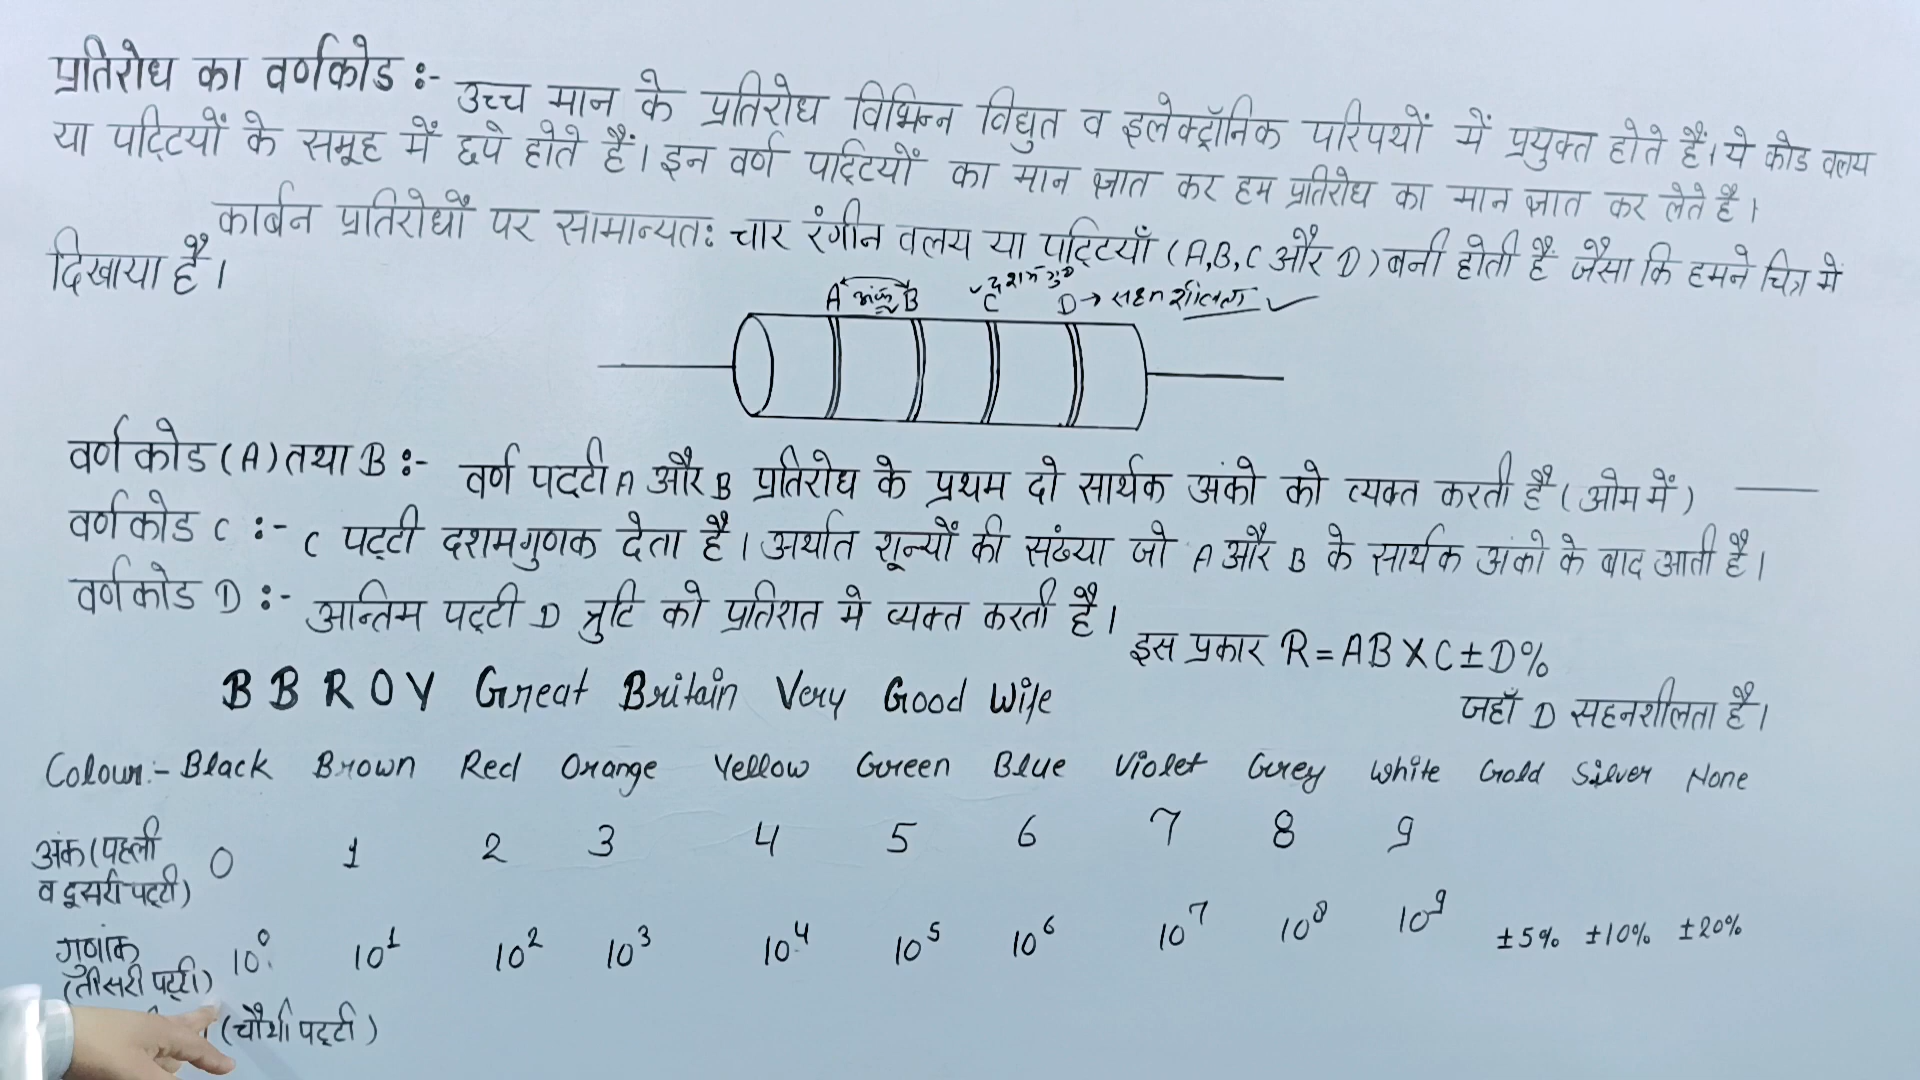 प्रतिरोध का वर्णकोड :- उच्च मान के प्रतिरोध विभिन्न विद्युत व इलेक्ट्रॉनिक परिपथों में प्रयुक्त होते हैं। ये कोड वलय
या पट्टियों के समूह में छपे होते हैं। इन वर्ण पट्टियों का मान ज्ञात कर हम प्रतिरोध का मान ज्ञात कर लेते है।
कार्बन प्रतिरोधों पर सामान्यतः चार रंगीन वलय या पट्टियाँ (A,B,C और D) बनी होती हैं जैसा कि हमने चित्र में
दिखाया है।
A अंक B C दशमगु D → सहनशीलता ✓
वर्ण कोड (A) तथा B :- वर्ण पट्टी A और B प्रतिरोध के प्रथम दो सार्थक अंको को व्यक्त करती है (ओम में)
वर्ण कोड C :- C पट्टी दशमगुणक देता है। अर्थात शून्यों की संख्या जो A और B के सार्थक अंको के बाद आती है।
वर्णकोड D :- अन्तिम पट्टी D त्रुटि को प्रतिशत मे व्यक्त करती है।
इस प्रकार R = AB X C ± D%
जहाँ D सहनशीलता है।
B B R O Y Great Britain Very Good Wife
Colour :- Black Brown Red Orange Yellow Green Blue Violet Grey White Gold Silver None
अंक (पहली व दूसरी पट्टी) 0 1 2 3 4 5 6 7 8 9
गुणांक (तीसरी पट्टी) 10⁰ 10¹ 10² 10³ 10⁴ 10⁵ 10⁶ 10⁷ 10⁸ 10⁹ ±5% ±10% ±20%
(चौथी पट्टी)